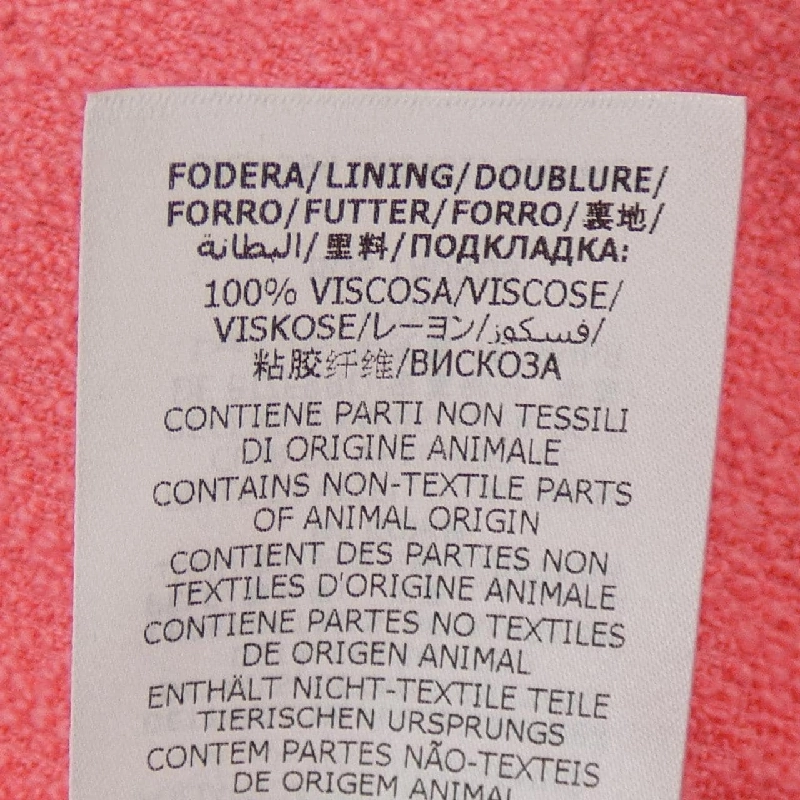 FODERA/LINING/DOUBLURE/
FORRO/FUTTER/FORRO/裏地/
البطانة/里料/ПОДКЛАДКА:
100% VISCOSA/VISCOSE/
VISKOSE/レーヨン/فسكوز/
粘胶纤维/ВИСКОЗА
CONTIENE PARTI NON TESSILI
DI ORIGINE ANIMALE
CONTAINS NON-TEXTILE PARTS
OF ANIMAL ORIGIN
CONTIENT DES PARTIES NON
TEXTILES D'ORIGINE ANIMALE
CONTIENE PARTES NO TEXTILES
DE ORIGEN ANIMAL
ENTHÄLT NICHT-TEXTILE TEILE
TIERISCHEN URSPRUNGS
CONTEM PARTES NÃO-TEXTEIS
DE ORIGEM ANIMAL